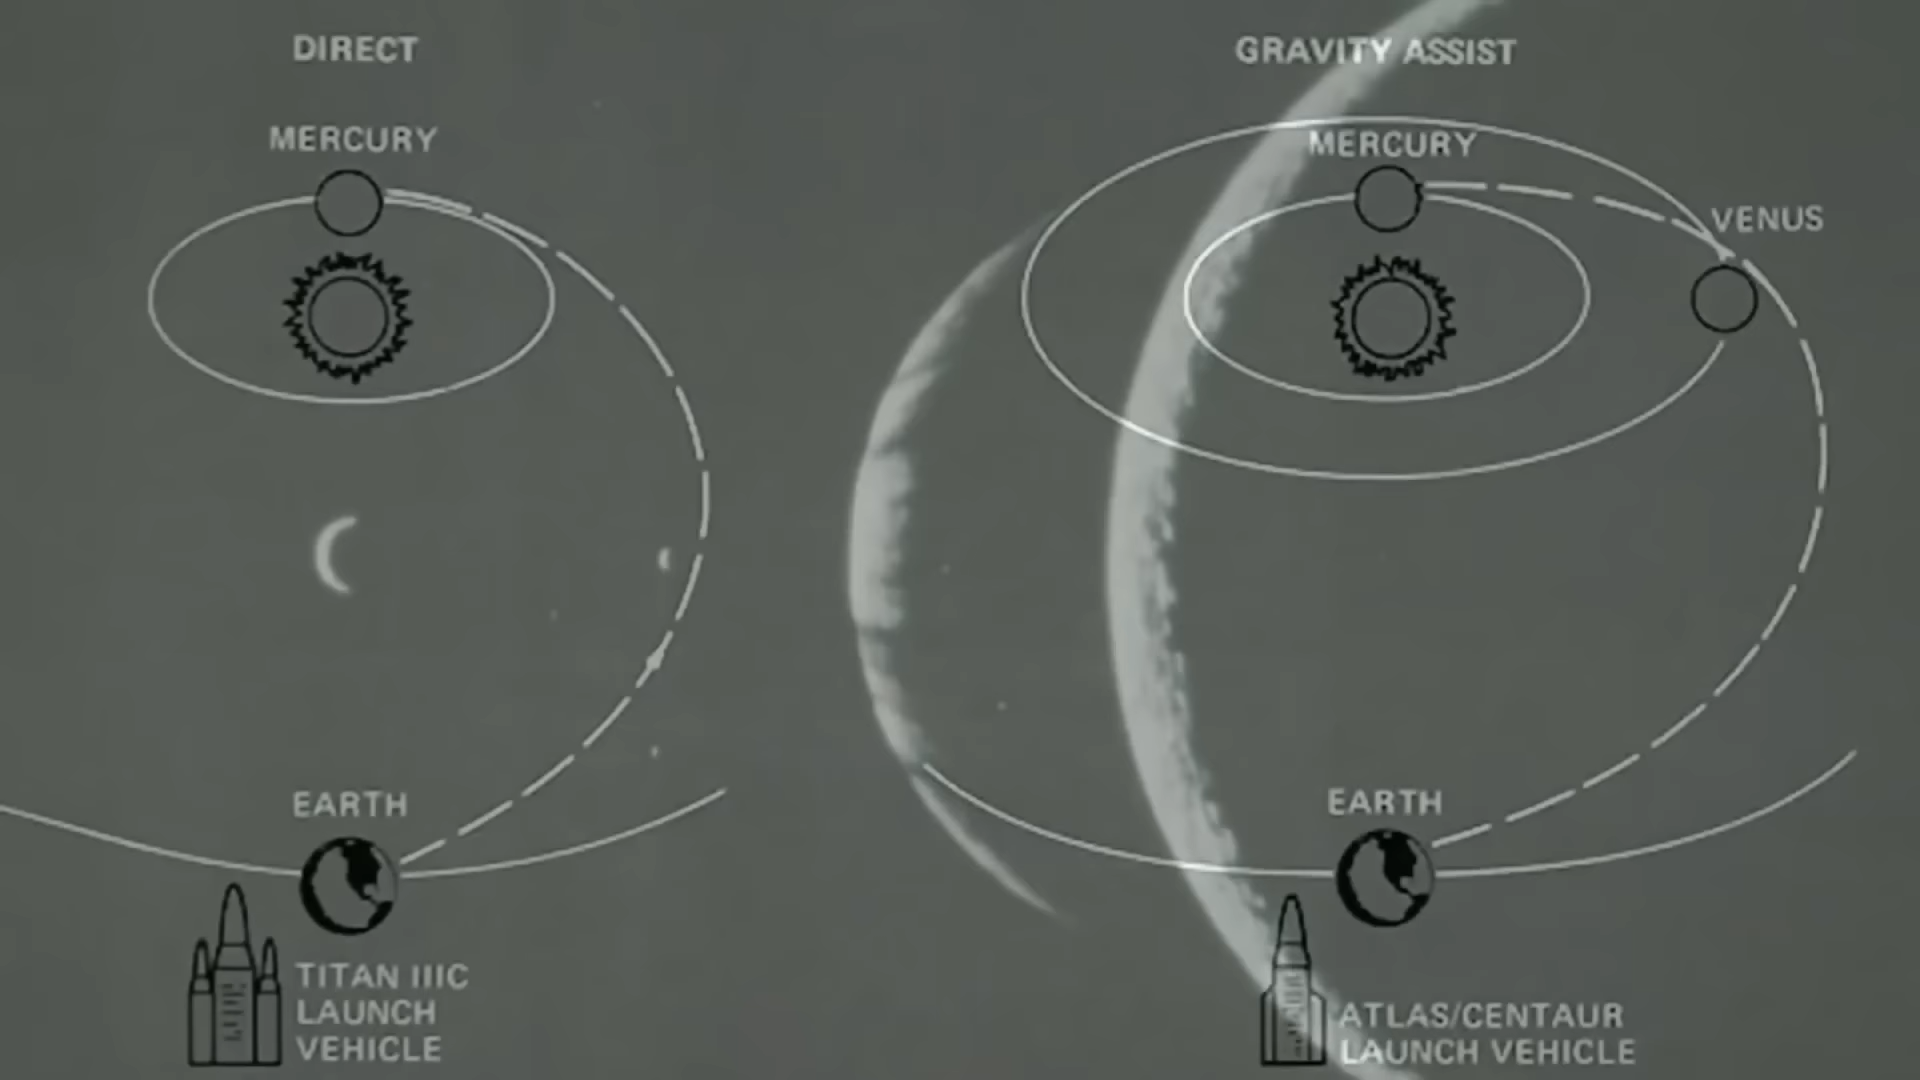 DIRECT
MERCURY
EARTH
TITAN IIIC
LAUNCH
VEHICLE
GRAVITY ASSIST
MERCURY
VENUS
EARTH
ATLAS/CENTAUR
LAUNCH VEHICLE